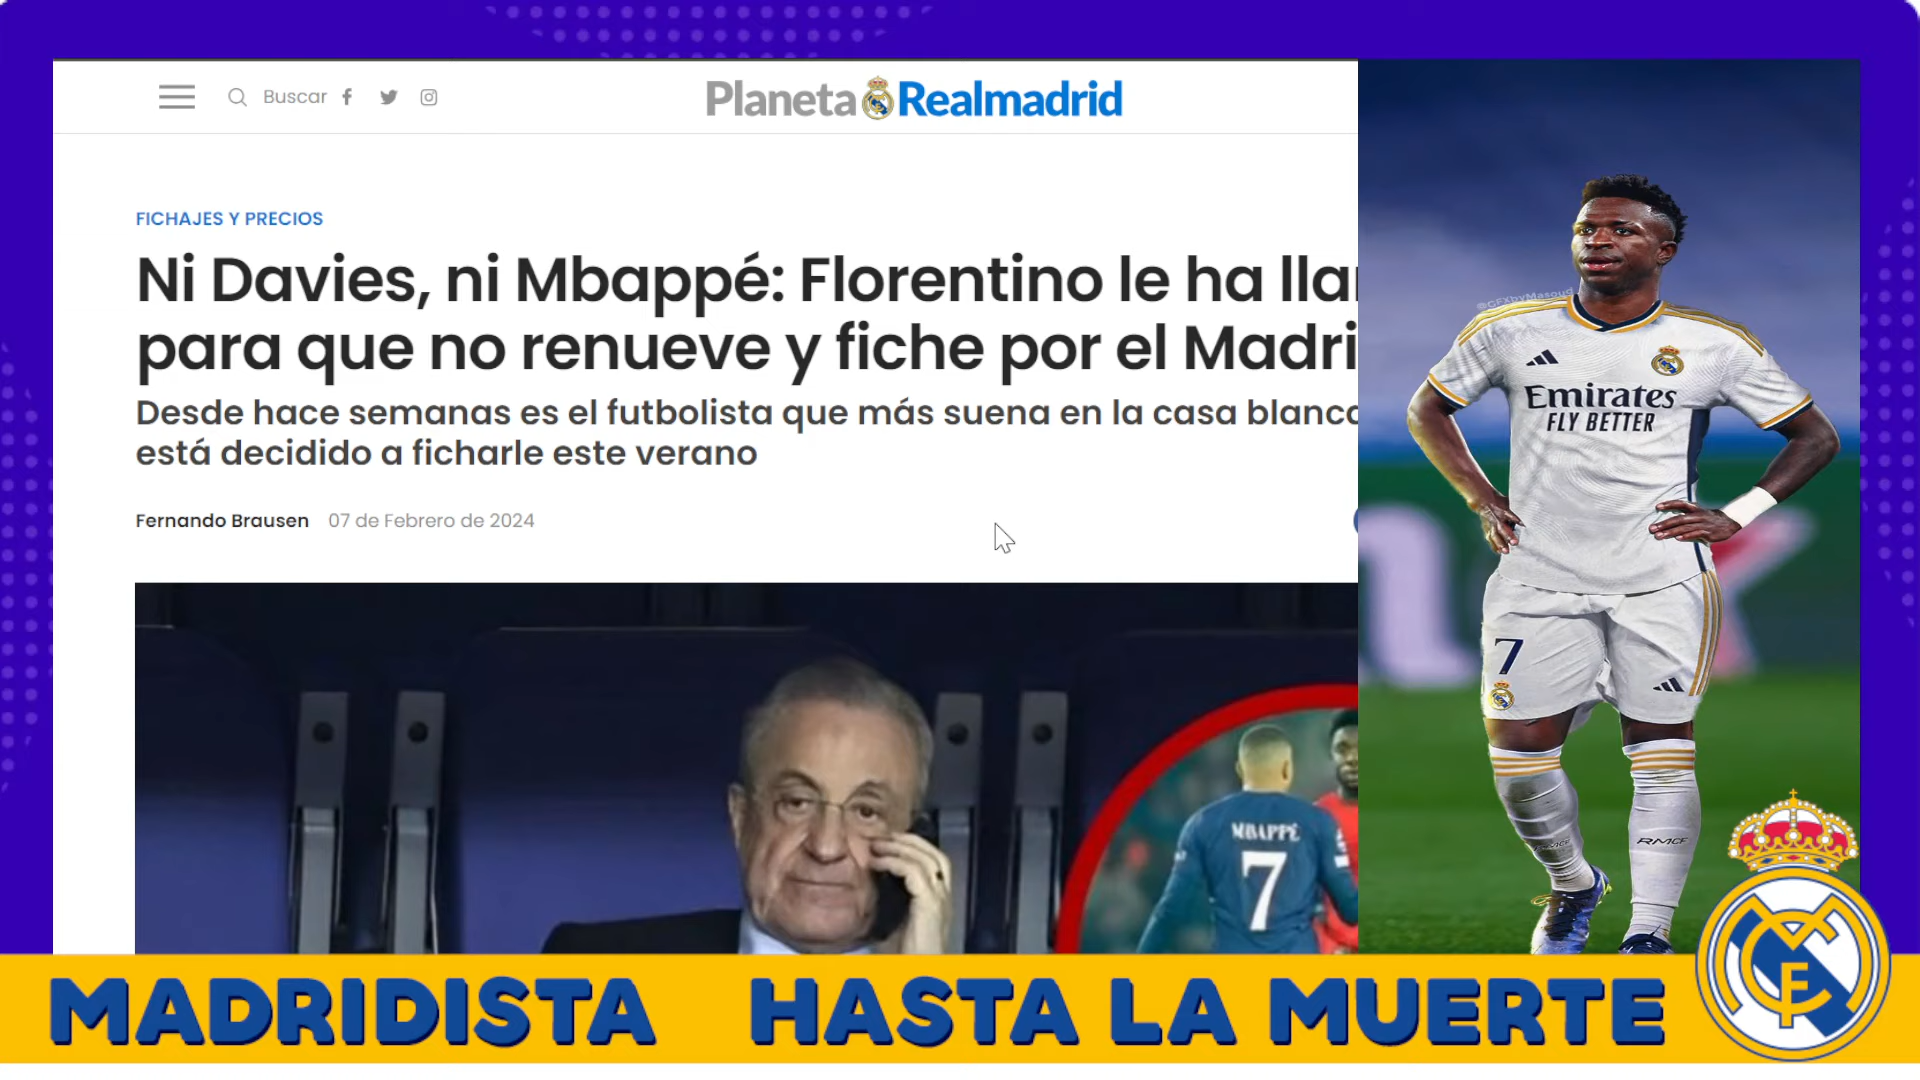 Buscar
Planeta Realmadrid
FICHAJES Y PRECIOS
Ni Davies, ni Mbappé: Florentino le ha lla
para que no renueve y fiche por el Madri
Desde hace semanas es el futbolista que más suena en la casa blanca
está decidido a ficharle este verano
Fernando Brausen 07 de Febrero de 2024
@GFXbyMasoud
Emirates
FLY BETTER
7
RMCF
MBAPPÉ
7
MADRIDISTA HASTA LA MUERTE